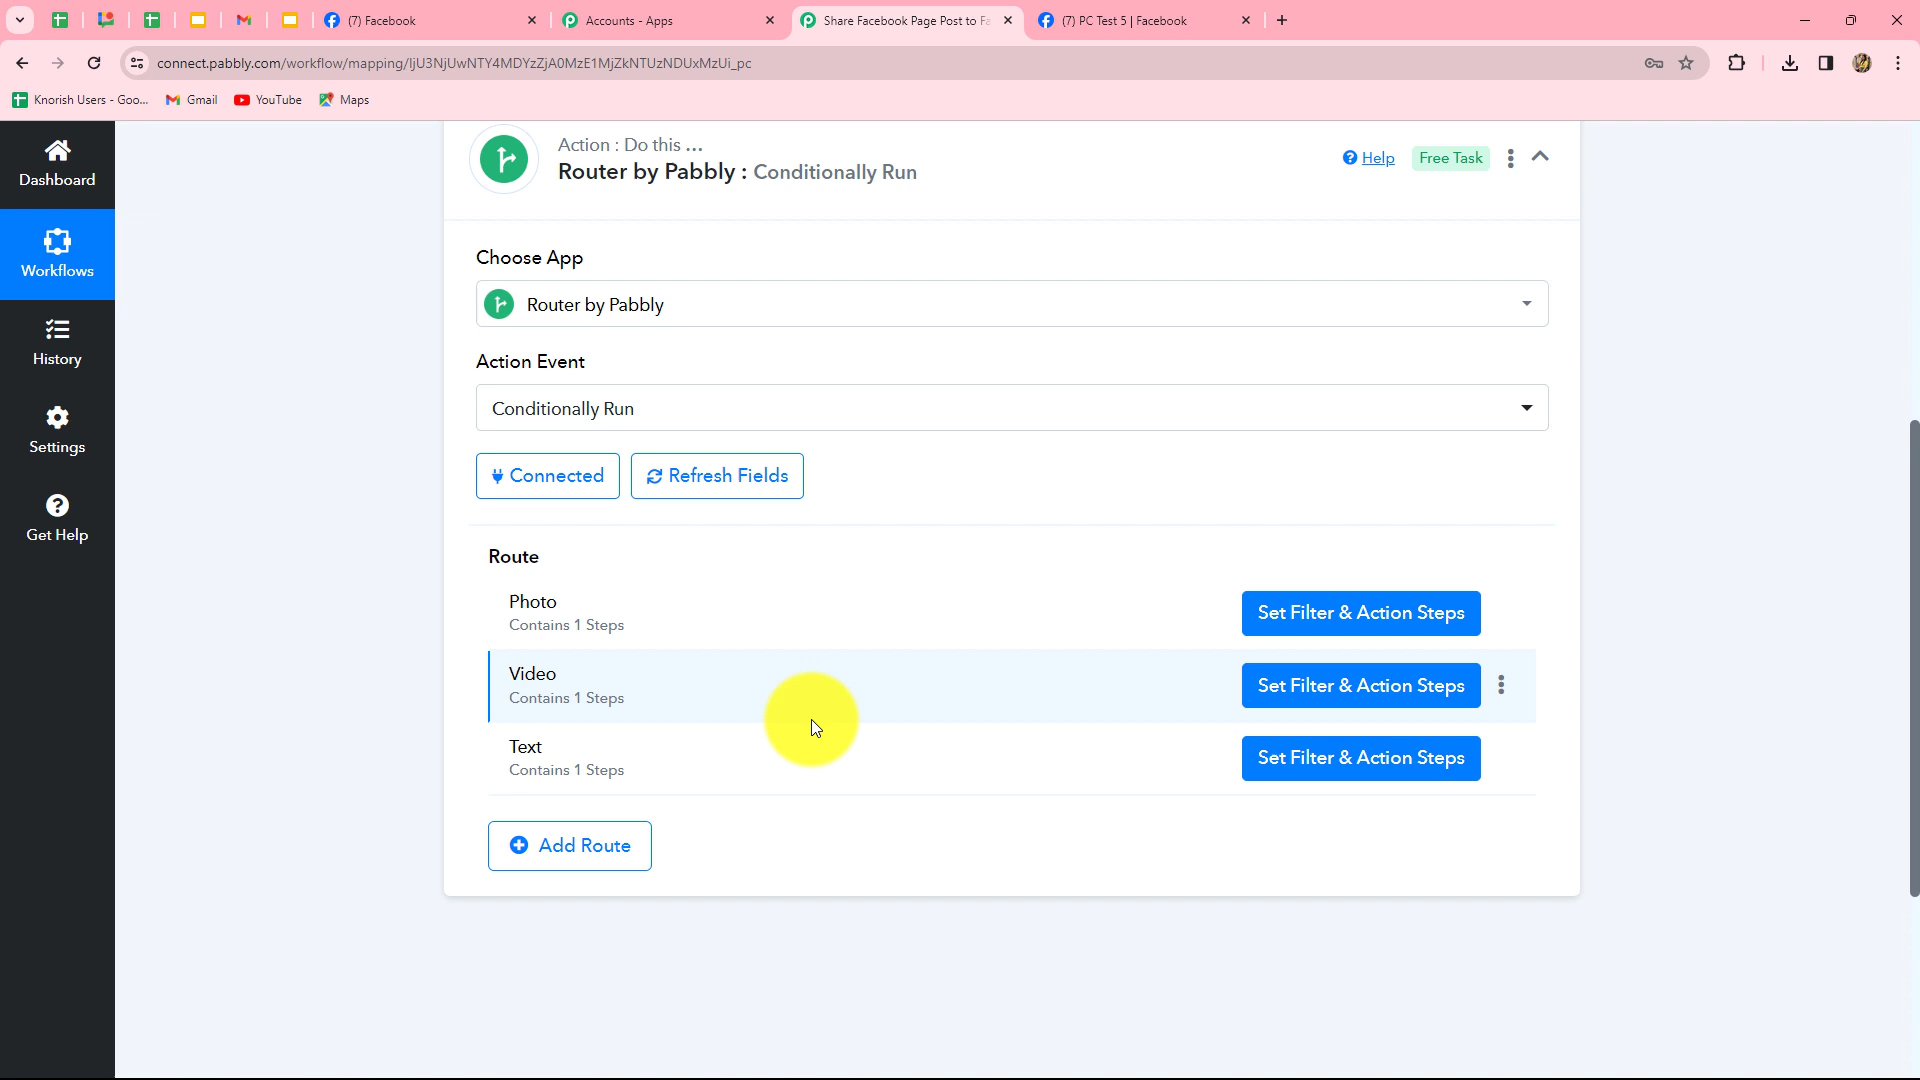 (7) Facebook
Accounts - Apps
Share Facebook Page Post to Fa
(7) PC Test 5 | Facebook
connect.pabbly.com/workflow/mapping/IjU3NjUwNTY4MDYzZjA0MzE1MjZkNTUzNDUxMzUi_pc
Knorish Users - Goo...
Gmail
YouTube
Maps
Dashboard
Workflows
History
Settings
Get Help
Action : Do this ...
Router by Pabbly : Conditionally Run
Help
Free Task
Choose App
Router by Pabbly
Action Event
Conditionally Run
Connected
Refresh Fields
Route
Photo
Contains 1 Steps
Set Filter & Action Steps
Video
Contains 1 Steps
Set Filter & Action Steps
Text
Contains 1 Steps
Set Filter & Action Steps
Add Route